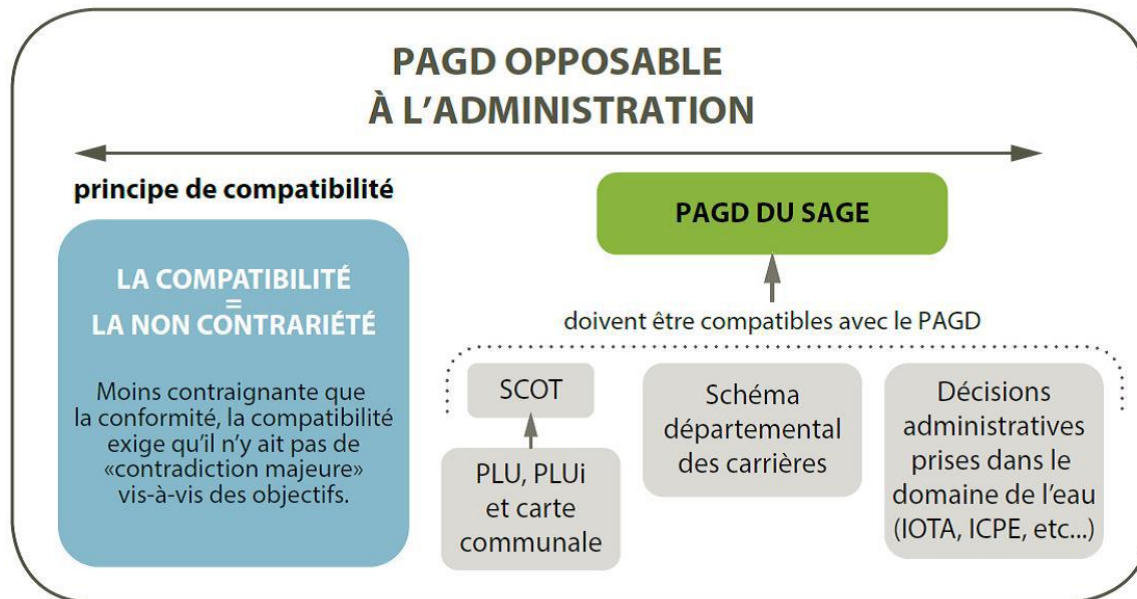 PAGD OPPOSABLE
À L'ADMINISTRATION
principe de compatibilité
LA COMPATIBILITÉ
=
LA NON CONTRARIÉTÉ
Moins contraignante que
la conformité, la compatibilité
exige qu'il n'y ait pas de
«contradiction majeure»
vis-à-vis des objectifs.
PAGD DU SAGE
doivent être compatibles avec le PAGD
SCOT
PLU, PLUi
et carte
communale
Schéma
départemental
des carrières
Décisions
administratives
prises dans le
domaine de l'eau
(IOTA, ICPE, etc...)